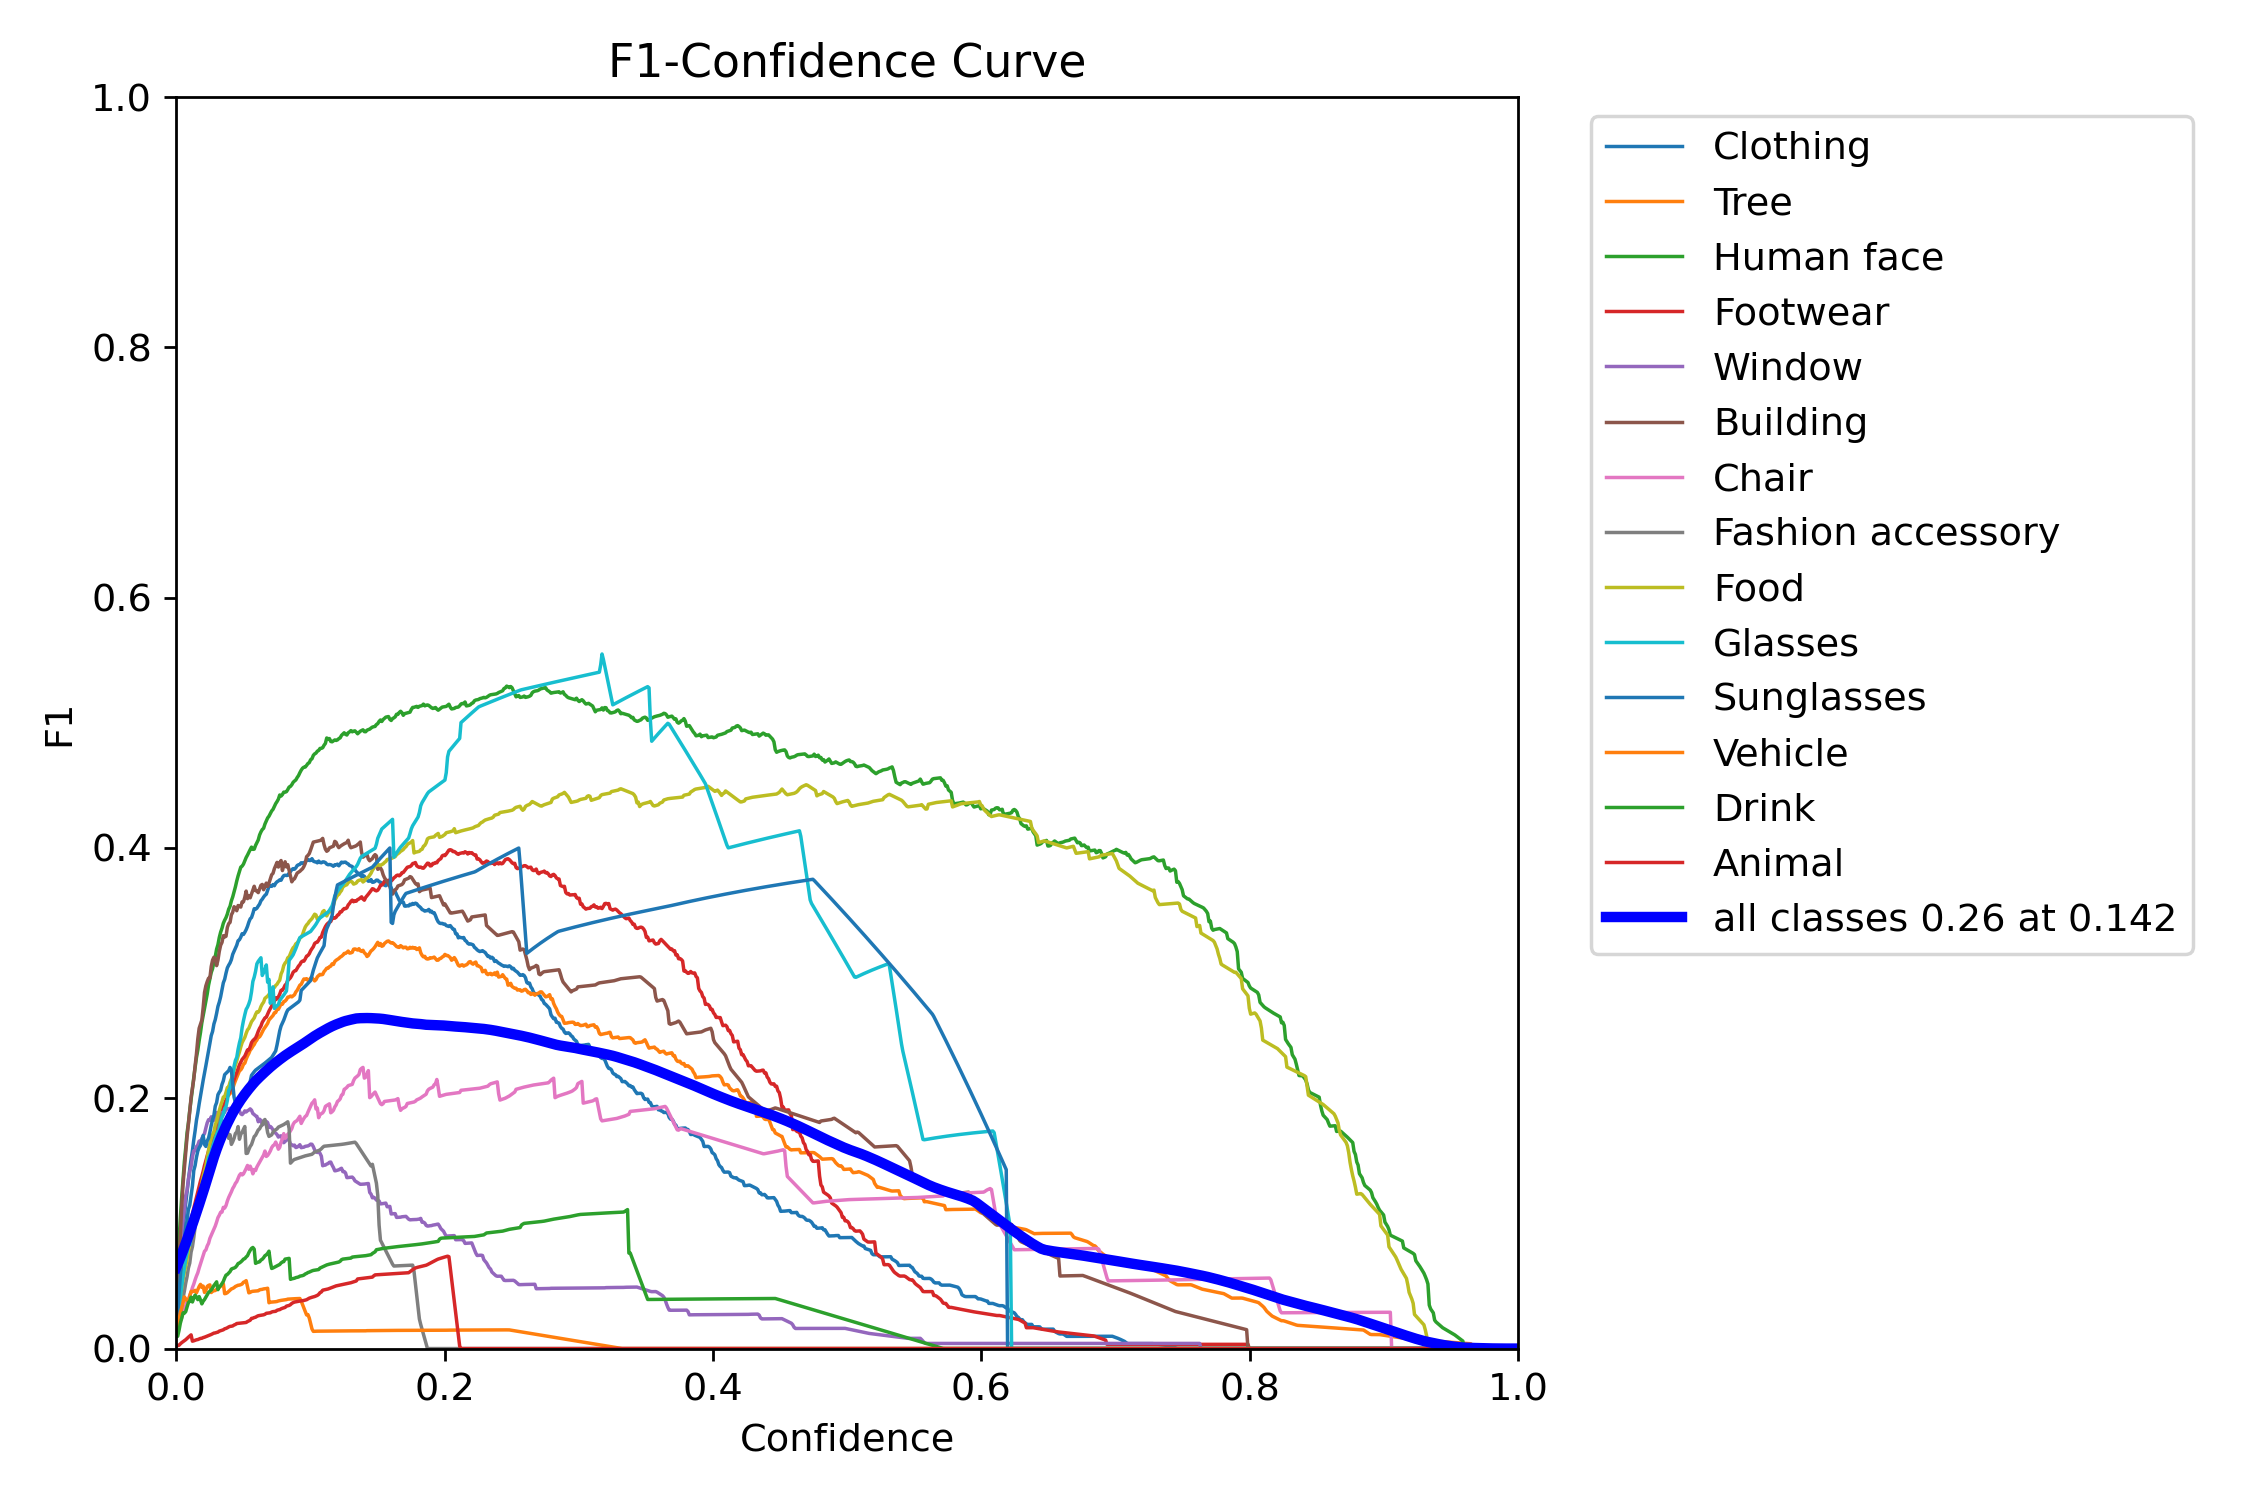 F1-Confidence Curve
1.0
0.8
0.6
0.4
0.2
0.0
F1
0.0 0.2 0.4 0.6 0.8 1.0
Confidence
Clothing
Tree
Human face
Footwear
Window
Building
Chair
Fashion accessory
Food
Glasses
Sunglasses
Vehicle
Drink
Animal
all classes 0.26 at 0.142